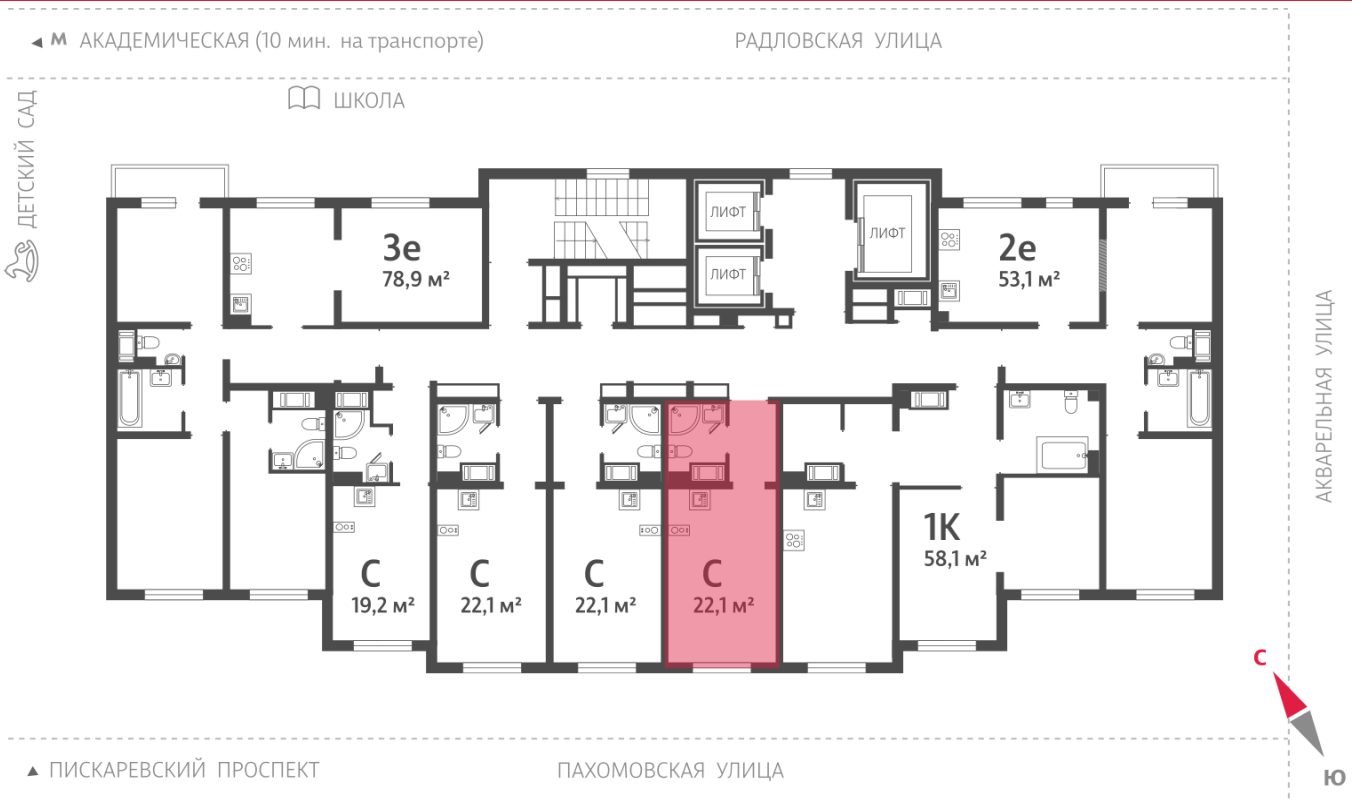 М АКАДЕМИЧЕСКАЯ (10 мин. на транспорте)
РАДЛОВСКАЯ УЛИЦА
ШКОЛА
ДЕТСКИЙ САД
ЛИФТ
ЛИФТ
ЛИФТ
3е
78,9 м²
2е
53,1 м²
АКВАРЕЛЬНАЯ УЛИЦА
1К
58,1 м²
С
19,2 м²
С
22,1 м²
С
22,1 м²
С
22,1 м²
С
Ю
ПИСКАРЕВСКИЙ ПРОСПЕКТ
ПАХОМОВСКАЯ УЛИЦА